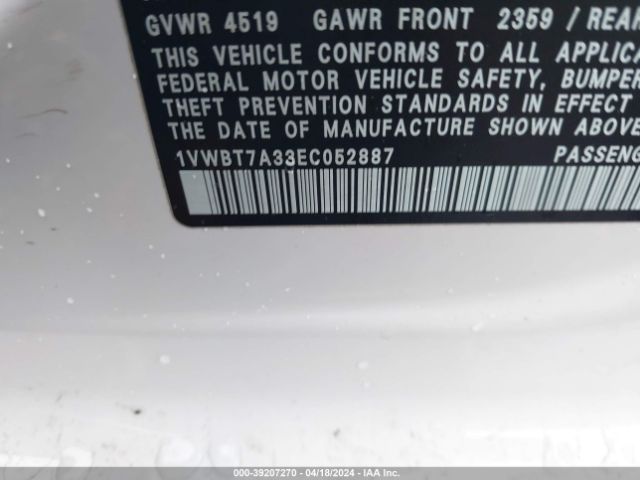 GVWR 4519 GAWR FRONT 2359 / REAR
THIS VEHICLE CONFORMS TO ALL APPLICA
FEDERAL MOTOR VEHICLE SAFETY, BUMPER
THEFT PREVENTION STANDARDS IN EFFECT
THE DATE OF MANUFACTURE SHOWN ABOVE
1VWBT7A33EC052887 PASSENG
000-39207270 - 04/18/2024 - IAA Inc.